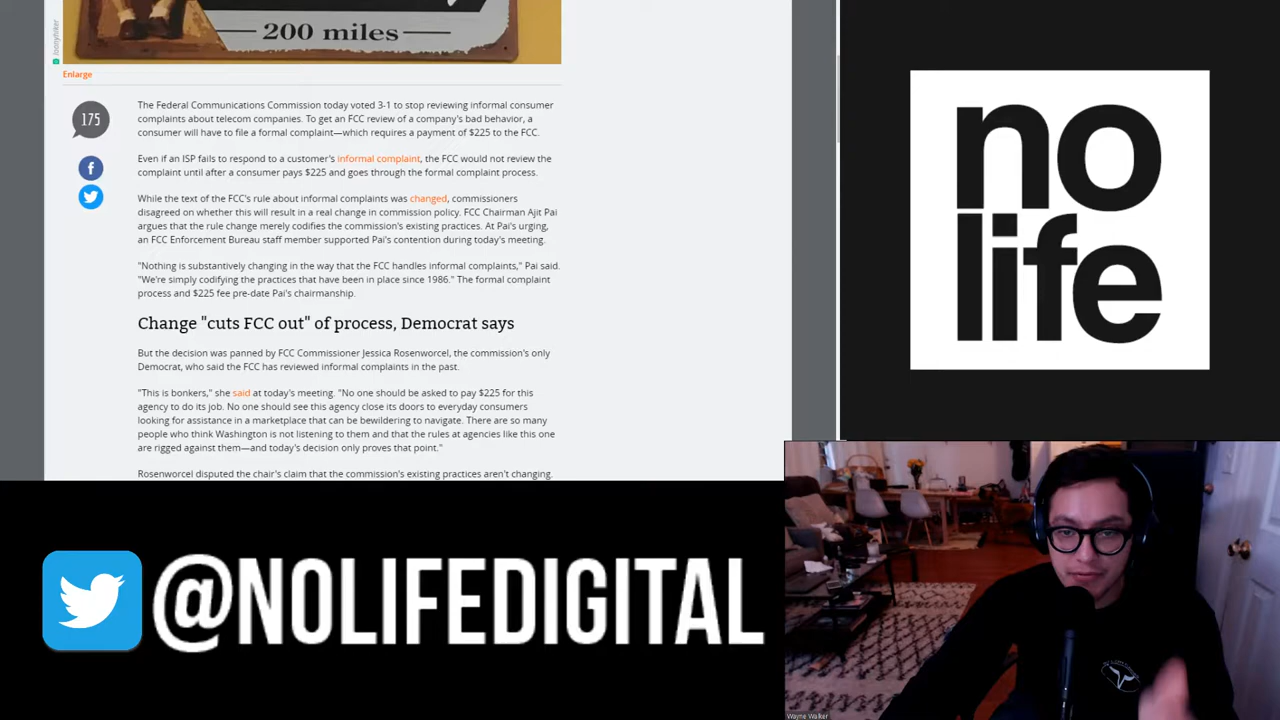 200 miles
loozyhiker
Enlarge
175
The Federal Communications Commission today voted 3-1 to stop reviewing informal consumer
complaints about telecom companies. To get an FCC review of a company's bad behavior, a
consumer will have to file a formal complaint—which requires a payment of $225 to the FCC.
Even if an ISP fails to respond to a customer's informal complaint, the FCC would not review the
complaint until after a consumer pays $225 and goes through the formal complaint process.
While the text of the FCC's rule about informal complaints was changed, commissioners
disagreed on whether this will result in a real change in commission policy. FCC Chairman Ajit Pai
argues that the rule change merely codifies the commission's existing practices. At Pai's urging,
an FCC Enforcement Bureau staff member supported Pai's contention during today's meeting.
"Nothing is substantively changing in the way that the FCC handles informal complaints," Pai said.
"We're simply codifying the practices that have been in place since 1986." The formal complaint
process and $225 fee pre-date Pai's chairmanship.
Change "cuts FCC out" of process, Democrat says
But the decision was panned by FCC Commissioner Jessica Rosenworcel, the commission's only
Democrat, who said the FCC has reviewed informal complaints in the past.
"This is bonkers," she said at today's meeting. "No one should be asked to pay $225 for this
agency to do its job. No one should see this agency close its doors to everyday consumers
looking for assistance in a marketplace that can be bewildering to navigate. There are so many
people who think Washington is not listening to them and that the rules at agencies like this one
are rigged against them—and today's decision only proves that point."
Rosenworcel disputed the chair's claim that the commission's existing practices aren't changing.
no
life
@NOLIFEDIGITAL
Wayne Walker